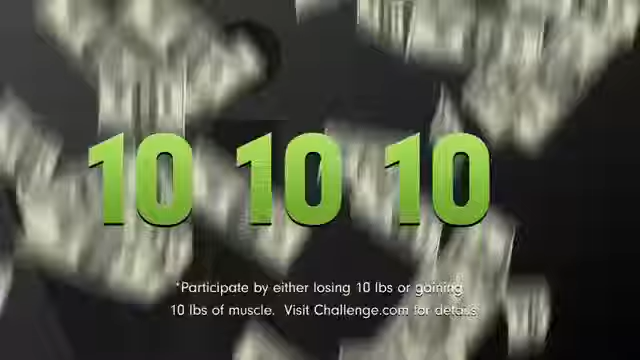 10 10 10
*Participate by either losing 10 lbs or gaining
10 lbs of muscle. Visit Challenge.com for details.